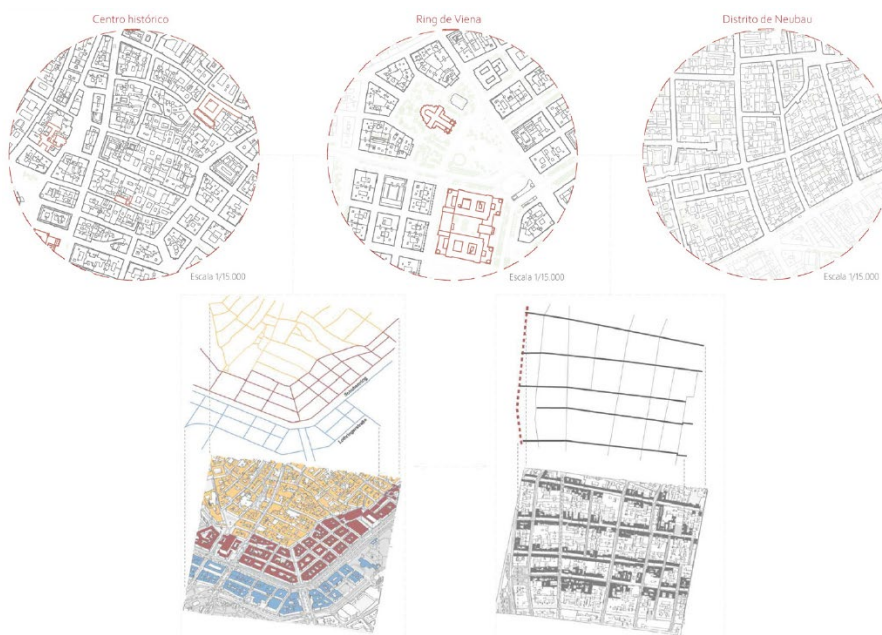 Centro histórico
Ring de Viena
Distrito de Neubau
Escala 1/15.000
Escala 1/15.000
Escala 1/15.000